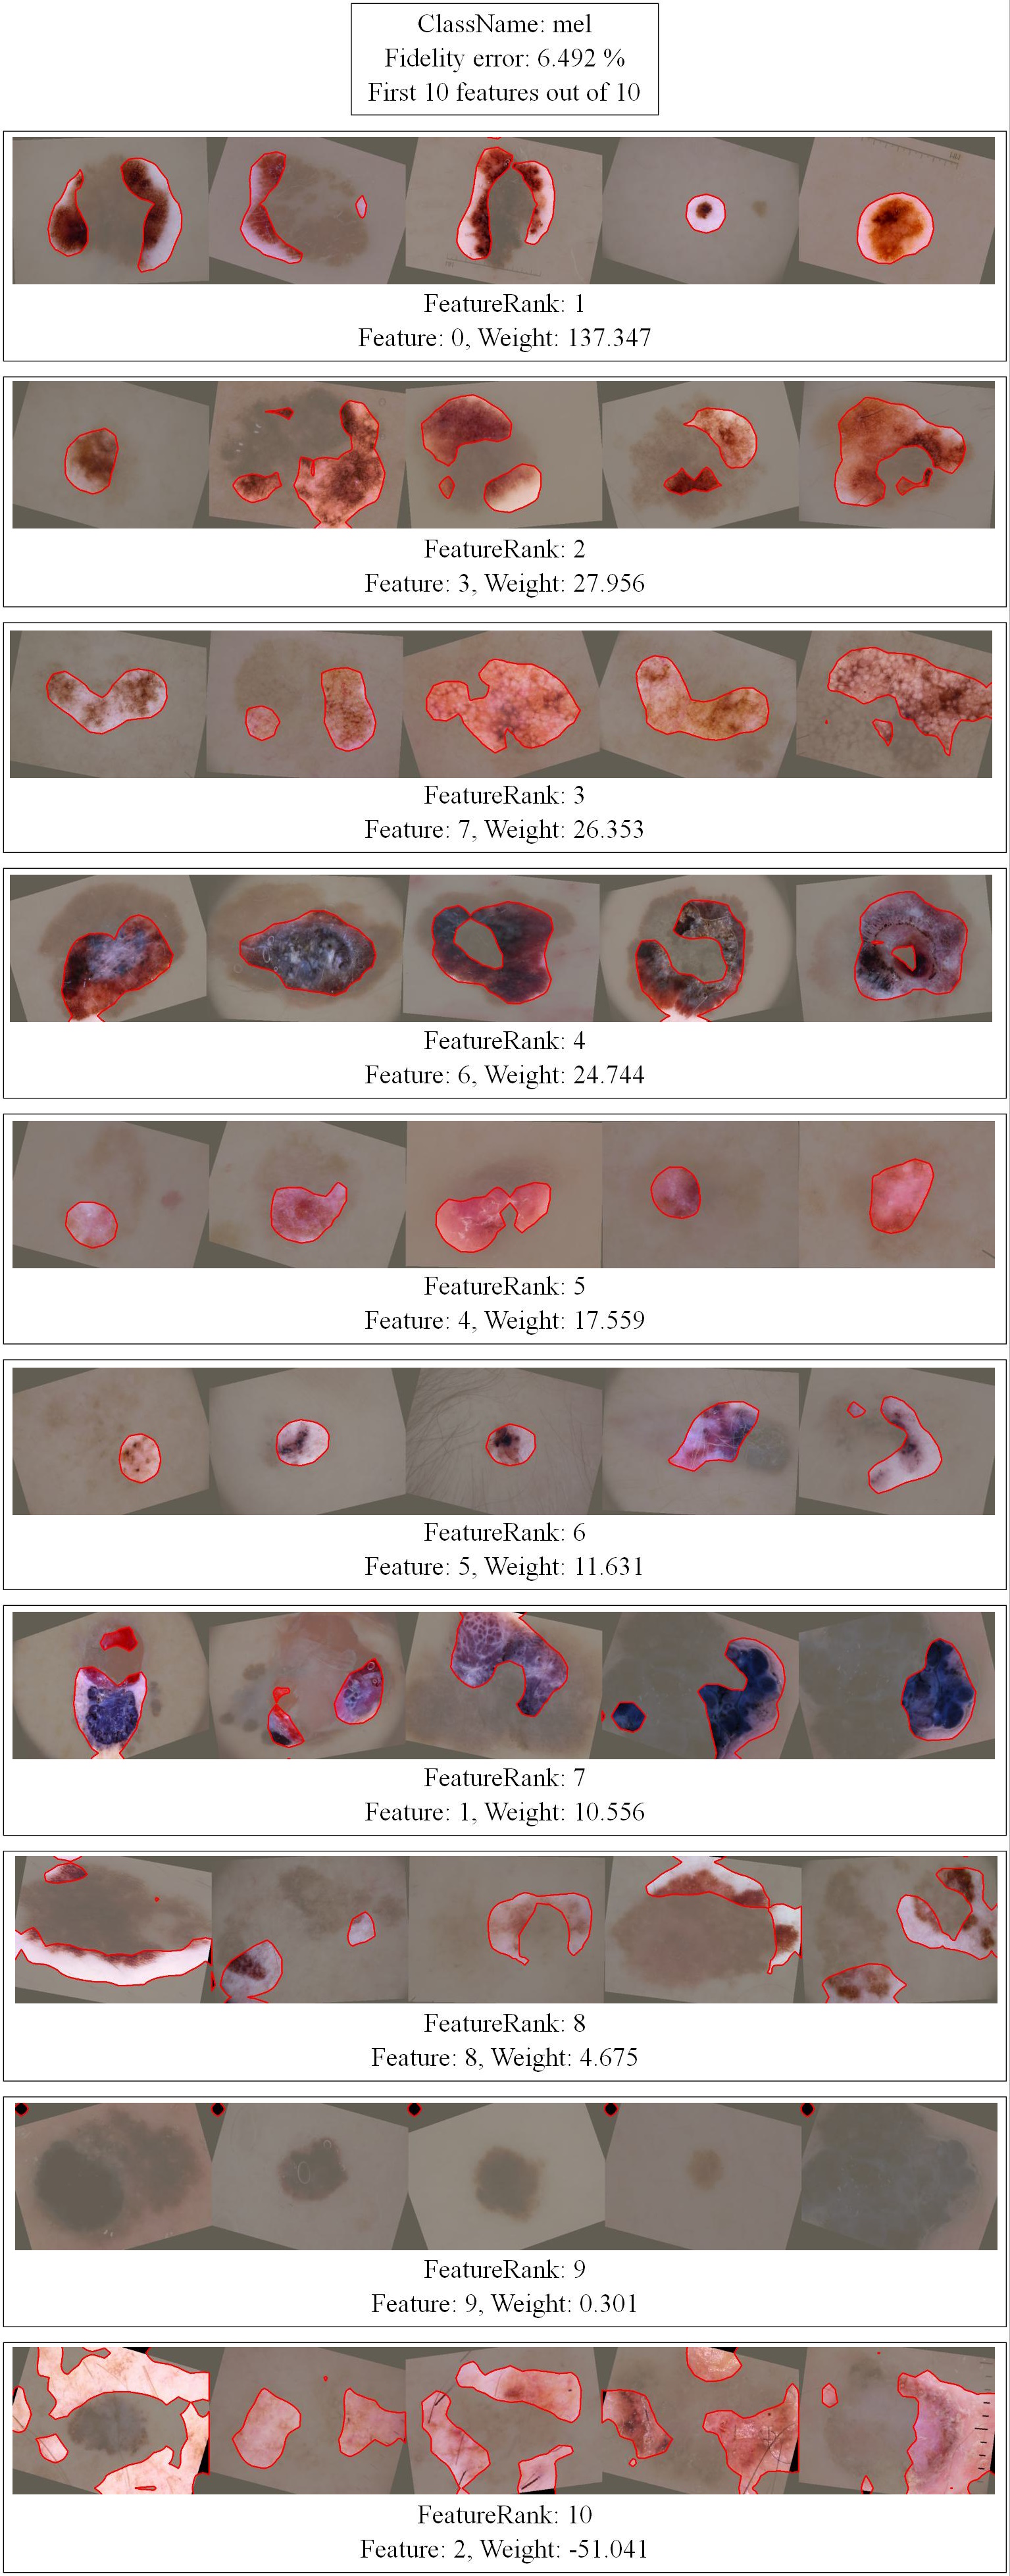 ClassName: mel
Fidelity error: 6.492 %
First 10 features out of 10
FeatureRank: 1
Feature: 0, Weight: 137.347
FeatureRank: 2
Feature: 3, Weight: 27.956
FeatureRank: 3
Feature: 7, Weight: 26.353
FeatureRank: 4
Feature: 6, Weight: 24.744
FeatureRank: 5
Feature: 4, Weight: 17.559
FeatureRank: 6
Feature: 5, Weight: 11.631
FeatureRank: 7
Feature: 1, Weight: 10.556
FeatureRank: 8
Feature: 8, Weight: 4.675
FeatureRank: 9
Feature: 9, Weight: 0.301
FeatureRank: 10
Feature: 2, Weight: -51.041